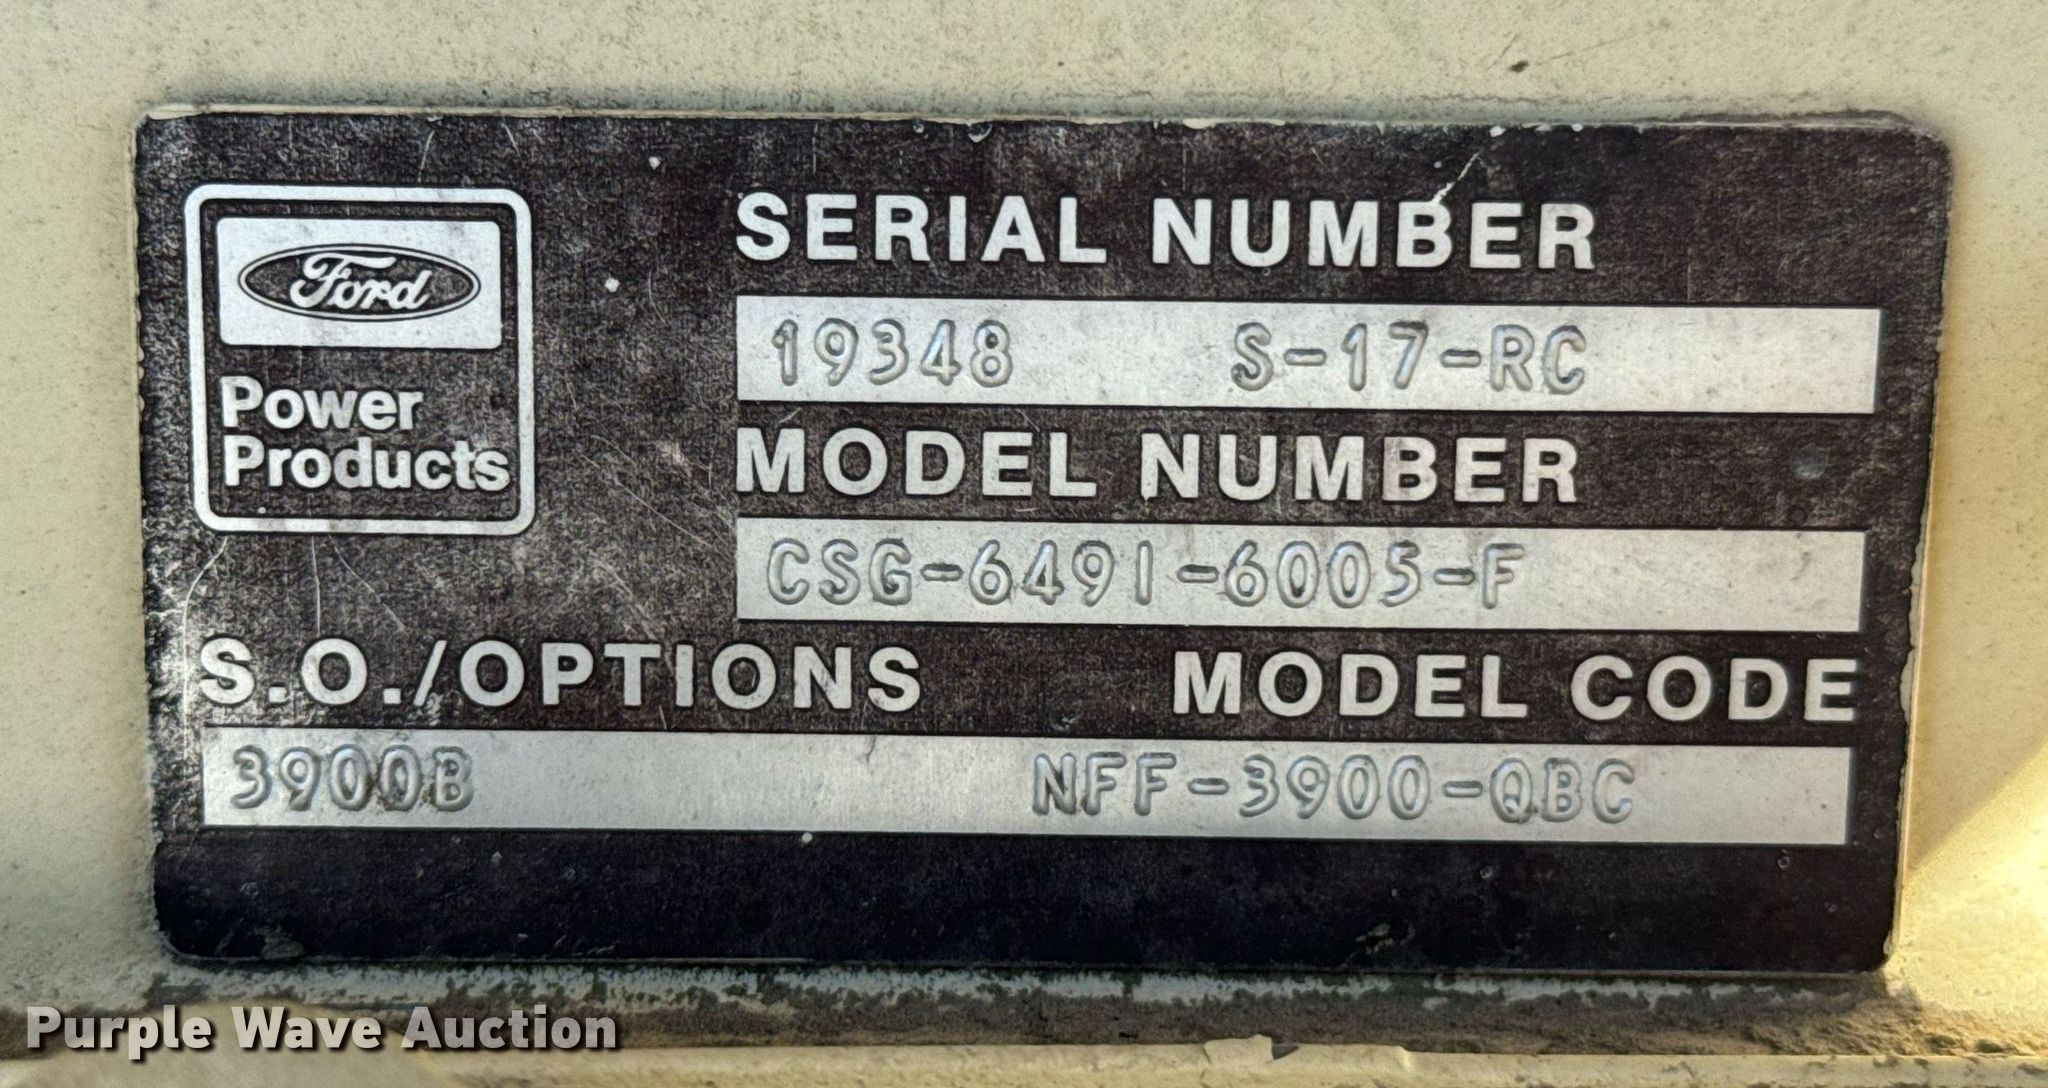 Ford
Power
Products
SERIAL NUMBER
19348 S-17-RC
MODEL NUMBER
CSG-649I-6005-F
S.O./OPTIONS MODEL CODE
3900B NFF-3900-QBC
Purple Wave Auction